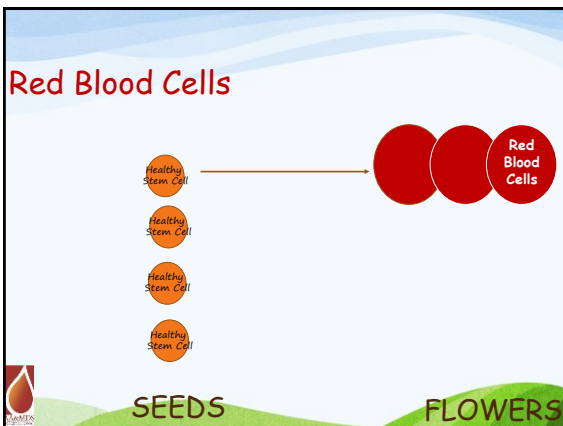 Red Blood Cells
Red
Blood
Cells
Healthy
Stem Cell
Healthy
Stem Cell
Healthy
Stem Cell
Healthy
Stem Cell
SEEDS
FLOWERS